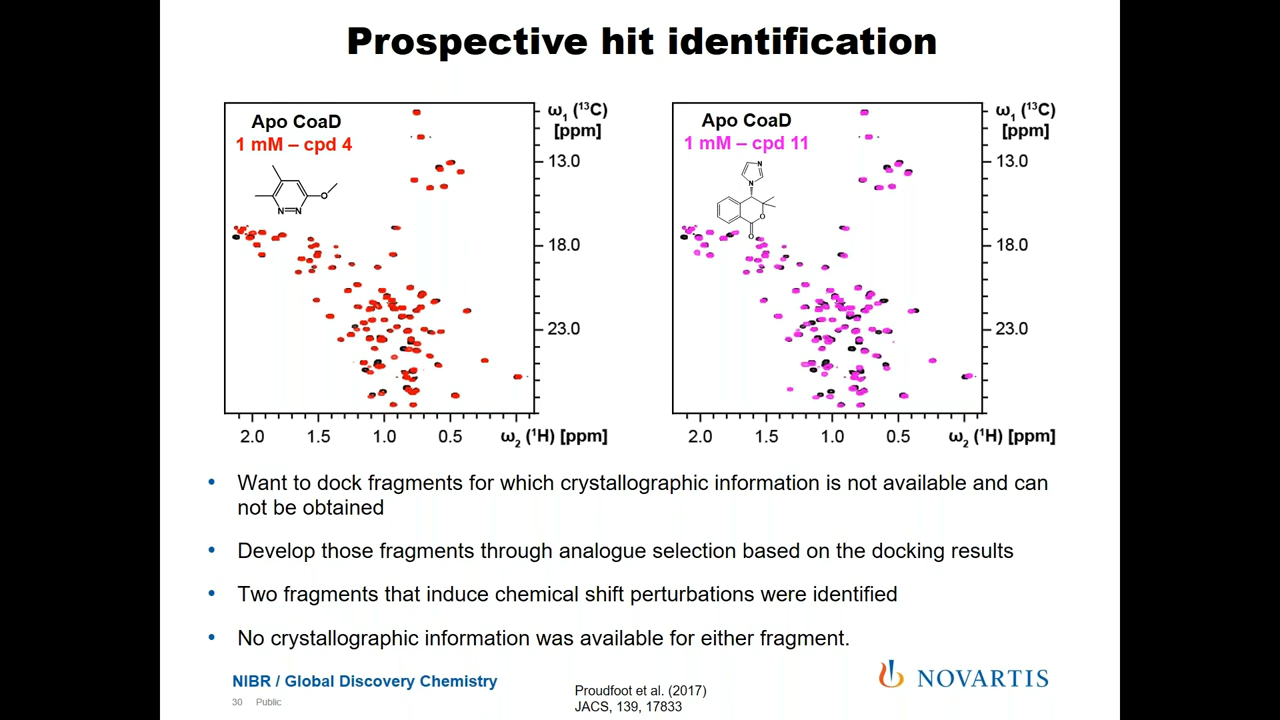 Prospective hit identification
Apo CoaD
1 mM – cpd 4
N=N
O
ω1 (13C)
[ppm]
13.0
18.0
23.0
2.0 1.5 1.0 0.5 ω2 (1H) [ppm]
Apo CoaD
1 mM – cpd 11
N
N
O
O
ω1 (13C)
[ppm]
13.0
18.0
23.0
2.0 1.5 1.0 0.5 ω2 (1H) [ppm]
• Want to dock fragments for which crystallographic information is not available and can
not be obtained
• Develop those fragments through analogue selection based on the docking results
• Two fragments that induce chemical shift perturbations were identified
• No crystallographic information was available for either fragment.
NIBR / Global Discovery Chemistry
30 Public
Proudfoot et al. (2017)
JACS, 139, 17833
NOVARTIS